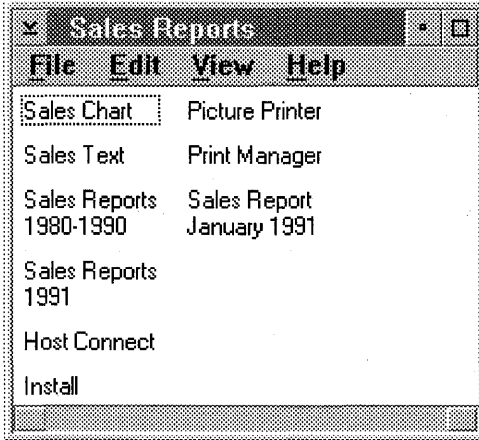 Sales Reports
File Edit View Help
Sales Chart
Sales Text
Sales Reports
1980-1990
Sales Reports
1991
Host Connect
Install
Picture Printer
Print Manager
Sales Report
January 1991